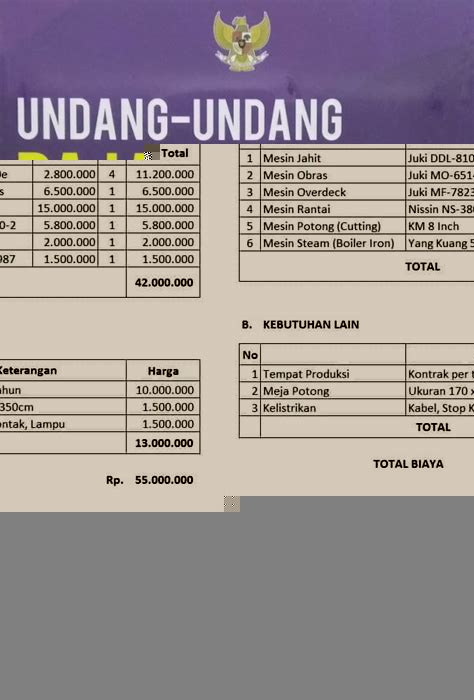 UNDANG-UNDANG
Total
2.800.000 4 11.200.000
6.500.000 1 6.500.000
15.000.000 1 15.000.000
0-2 5.800.000 1 5.800.000
2.000.000 1 2.000.000
987 1.500.000 1 1.500.000
42.000.000
Keterangan Harga
ahun 10.000.000
350cm 1.500.000
ontak, Lampu 1.500.000
13.000.000
Rp. 55.000.000
1 Mesin Jahit Juki DDL-810
2 Mesin Obras Juki MO-651
3 Mesin Overdeck Juki MF-7823
4 Mesin Rantai Nissin NS-38
5 Mesin Potong (Cutting) KM 8 Inch
6 Mesin Steam (Boiler Iron) Yang Kuang 5
TOTAL
B. KEBUTUHAN LAIN
No
1 Tempat Produksi Kontrak per t
2 Meja Potong Ukuran 170 x
3 Kelistrikan Kabel, Stop K
TOTAL
TOTAL BIAYA